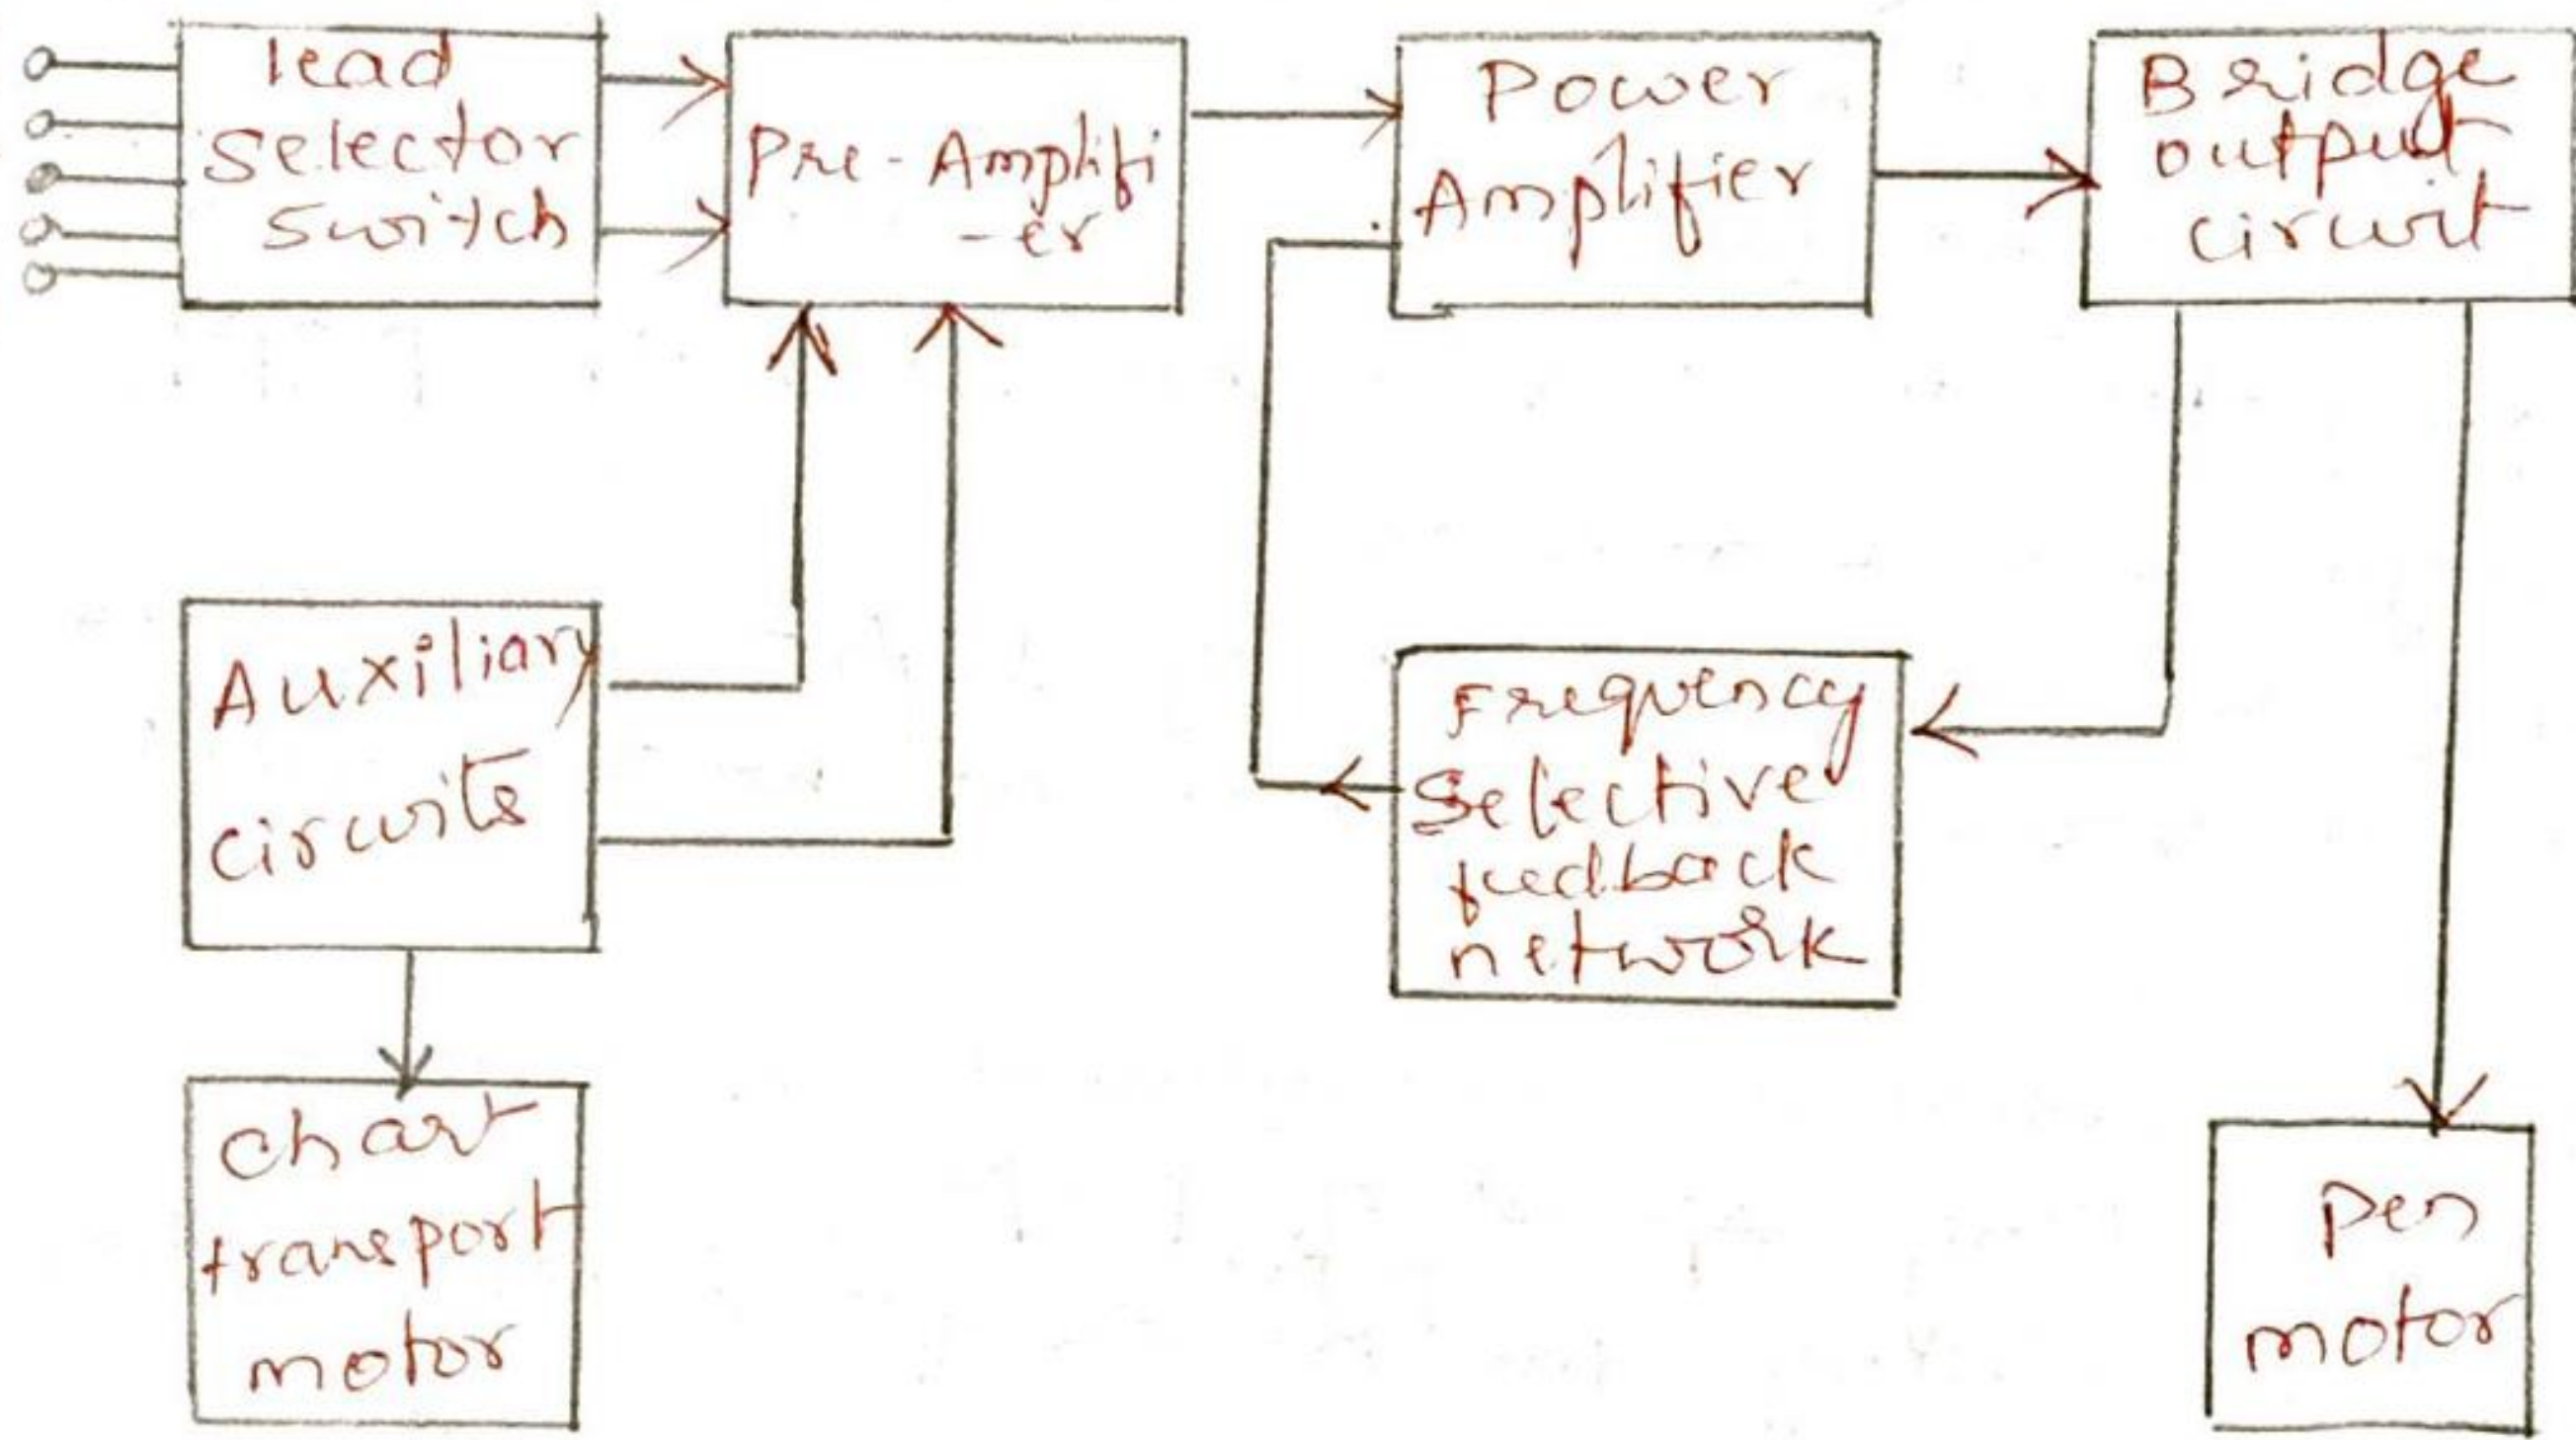 lead
Selector
Switch
Pre-Amplifi
-er
Power
Amplifier
Bridge
output
circuit
Auxiliary
circuits
Frequency
Selective
feedback
network
chart
transport
motor
pen
motor